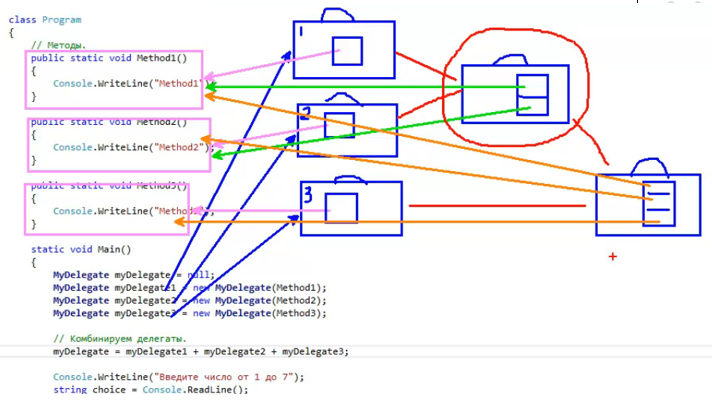 class Program
{
// Методы.
public static void Method1()
{
Console.WriteLine("Method1");
}
public static void Method2()
{
Console.WriteLine("Method2");
}
public static void Method3()
{
Console.WriteLine("Method3");
}
static void Main()
{
MyDelegate myDelegate = null;
MyDelegate myDelegate1 = new MyDelegate(Method1);
MyDelegate myDelegate2 = new MyDelegate(Method2);
MyDelegate myDelegate3 = new MyDelegate(Method3);
// Комбинируем делегаты.
myDelegate = myDelegate1 + myDelegate2 + myDelegate3;
Console.WriteLine("Введите число от 1 до 7");
string choice = Console.ReadLine();
1
2
3